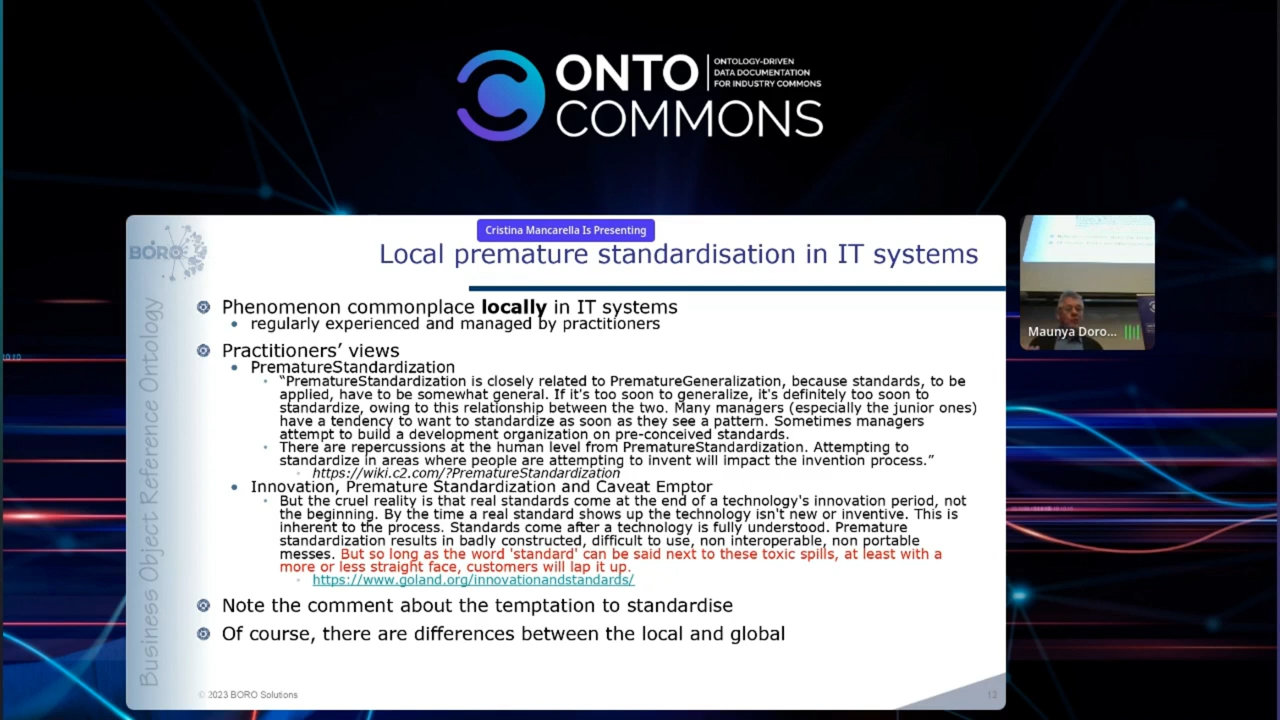 ONTO
COMMONS
ONTOLOGY-DRIVEN
DATA DOCUMENTATION
FOR INDUSTRY COMMONS
Cristina Mancarella Is Presenting
BORO
Business Object Reference Ontology
Local premature standardisation in IT systems
Phenomenon commonplace locally in IT systems
regularly experienced and managed by practitioners
Practitioners’ views
PrematureStandardization
“PrematureStandardization is closely related to PrematureGeneralization, because standards, to be
applied, have to be somewhat general. If it's too soon to generalize, it's definitely too soon to
standardize, owing to this relationship between the two. Many managers (especially the junior ones)
have a tendency to want to standardize as soon as they see a pattern. Sometimes managers
attempt to build a development organization on pre-conceived standards.
There are repercussions at the human level from PrematureStandardization. Attempting to
standardize in areas where people are attempting to invent will impact the invention process.”
https://wiki.c2.com/?PrematureStandardization
Innovation, Premature Standardization and Caveat Emptor
But the cruel reality is that real standards come at the end of a technology's innovation period, not
the beginning. By the time a real standard shows up the technology isn't new or inventive. This is
inherent to the process. Standards come after a technology is fully understood. Premature
standardization results in badly constructed, difficult to use, non interoperable, non portable
messes. But so long as the word 'standard' can be said next to these toxic spills, at least with a
more or less straight face, customers will lap it up.
https://www.goland.org/innovationandstandards/
Note the comment about the temptation to standardise
Of course, there are differences between the local and global
© 2023 BORO Solutions
12
Maunya Doro...